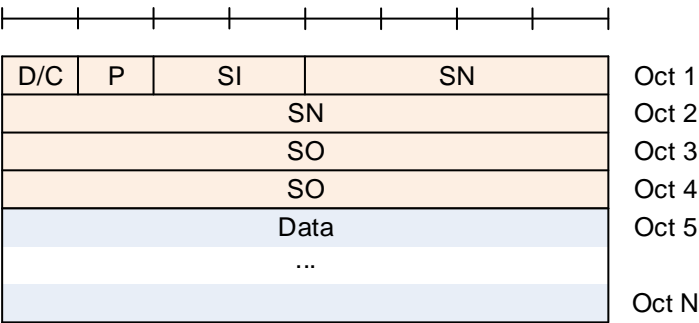 D/C P SI SN Oct 1
SN Oct 2
SO Oct 3
SO Oct 4
Data Oct 5
...
Oct N